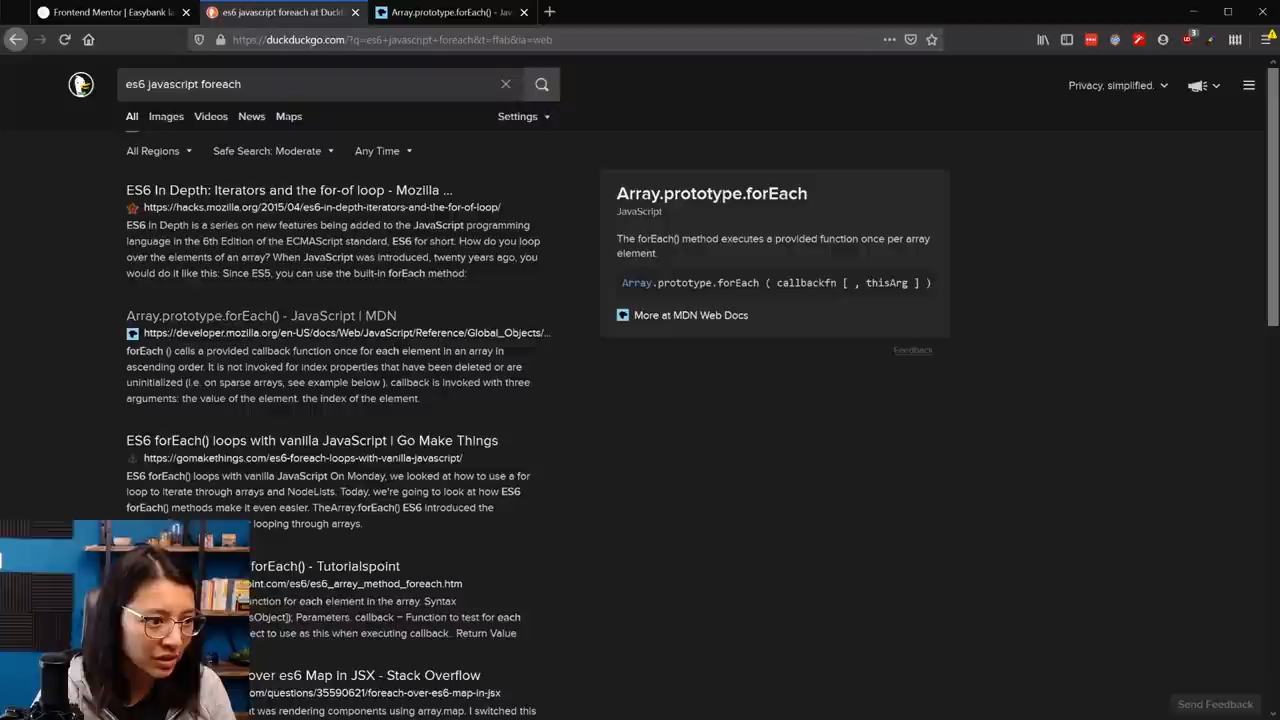 Frontend Mentor | Easybank la
es6 javascript foreach at DuckD
Array.prototype.forEach() - Jav
https://duckduckgo.com/?q=es6+javascript+foreach&t=ffab&ia=web
3
es6 javascript foreach
Privacy, simplified.
All Images Videos News Maps Settings
All Regions Safe Search: Moderate Any Time
ES6 In Depth: Iterators and the for-of loop - Mozilla ...
https://hacks.mozilla.org/2015/04/es6-in-depth-iterators-and-the-for-of-loop/
ES6 In Depth is a series on new features being added to the JavaScript programming
language in the 6th Edition of the ECMAScript standard, ES6 for short. How do you loop
over the elements of an array? When JavaScript was introduced, twenty years ago, you
would do it like this: Since ES5, you can use the built-in forEach method:
Array.prototype.forEach() - JavaScript | MDN
https://developer.mozilla.org/en-US/docs/Web/JavaScript/Reference/Global_Objects/...
forEach () calls a provided callback function once for each element in an array in
ascending order. It is not invoked for index properties that have been deleted or are
uninitialized (i.e. on sparse arrays, see example below ). callback is invoked with three
arguments: the value of the element. the index of the element.
ES6 forEach() loops with vanilla JavaScript | Go Make Things
https://gomakethings.com/es6-foreach-loops-with-vanilla-javascript/
ES6 forEach() loops with vanilla JavaScript On Monday, we looked at how to use a for
loop to iterate through arrays and NodeLists. Today, we're going to look at how ES6
forEach() methods make it even easier. TheArray.forEach() ES6 introduced the
looping through arrays.
forEach() - Tutorialspoint
oint.com/es6/es6_array_method_foreach.htm
nction for each element in the array. Syntax
sObject]); Parameters. callback − Function to test for each
ect to use as this when executing callback.. Return Value
over es6 Map in JSX - Stack Overflow
om/questions/35590621/foreach-over-es6-map-in-jsx
t was rendering components using array.map. I switched this
Array.prototype.forEach
JavaScript
The forEach() method executes a provided function once per array
element.
Array.prototype.forEach ( callbackfn [ , thisArg ] )
More at MDN Web Docs
Feedback
Send Feedback